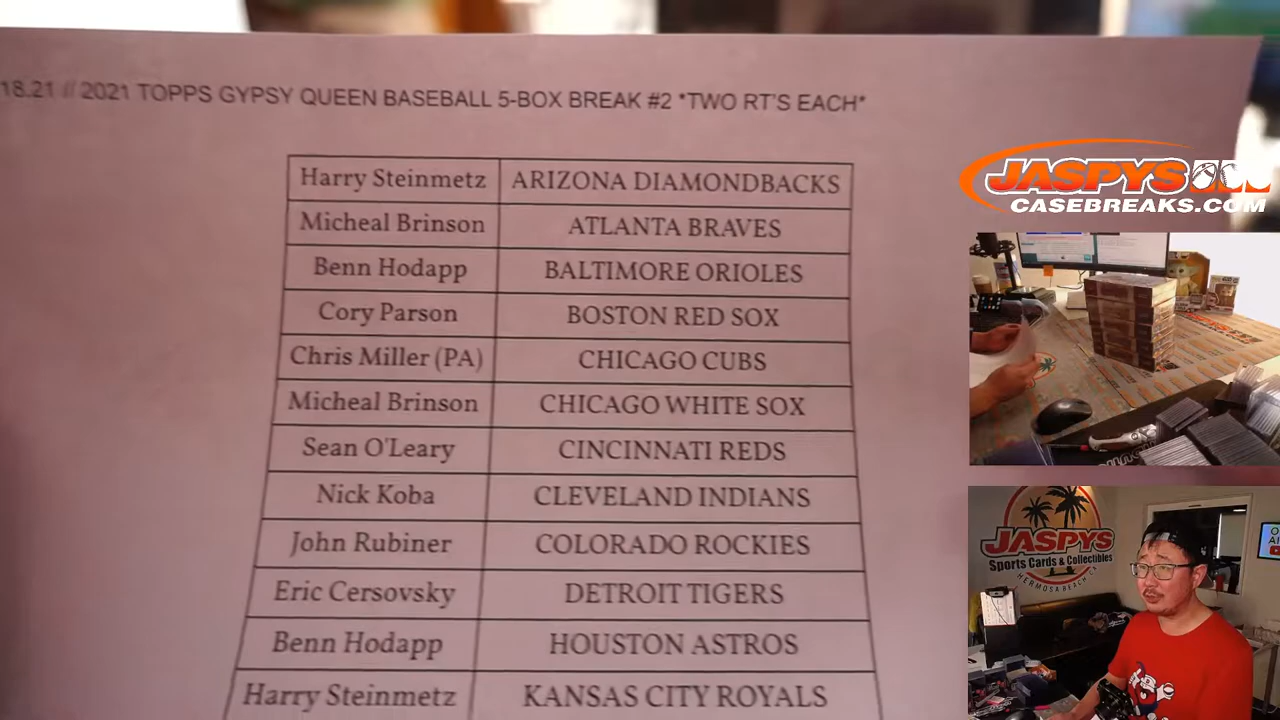 18.21 // 2021 TOPPS GYPSY QUEEN BASEBALL 5-BOX BREAK #2 *TWO RT'S EACH*
Harry Steinmetz ARIZONA DIAMONDBACKS
Micheal Brinson ATLANTA BRAVES
Benn Hodapp BALTIMORE ORIOLES
Cory Parson BOSTON RED SOX
Chris Miller (PA) CHICAGO CUBS
Micheal Brinson CHICAGO WHITE SOX
Sean O'Leary CINCINNATI REDS
Nick Koba CLEVELAND INDIANS
John Rubiner COLORADO ROCKIES
Eric Cersovsky DETROIT TIGERS
Benn Hodapp HOUSTON ASTROS
Harry Steinmetz KANSAS CITY ROYALS
JASPYS
CASEBREAKS.COM
JASPYS
Sports Cards & Collectibles
HERMOSA BEACH, CA